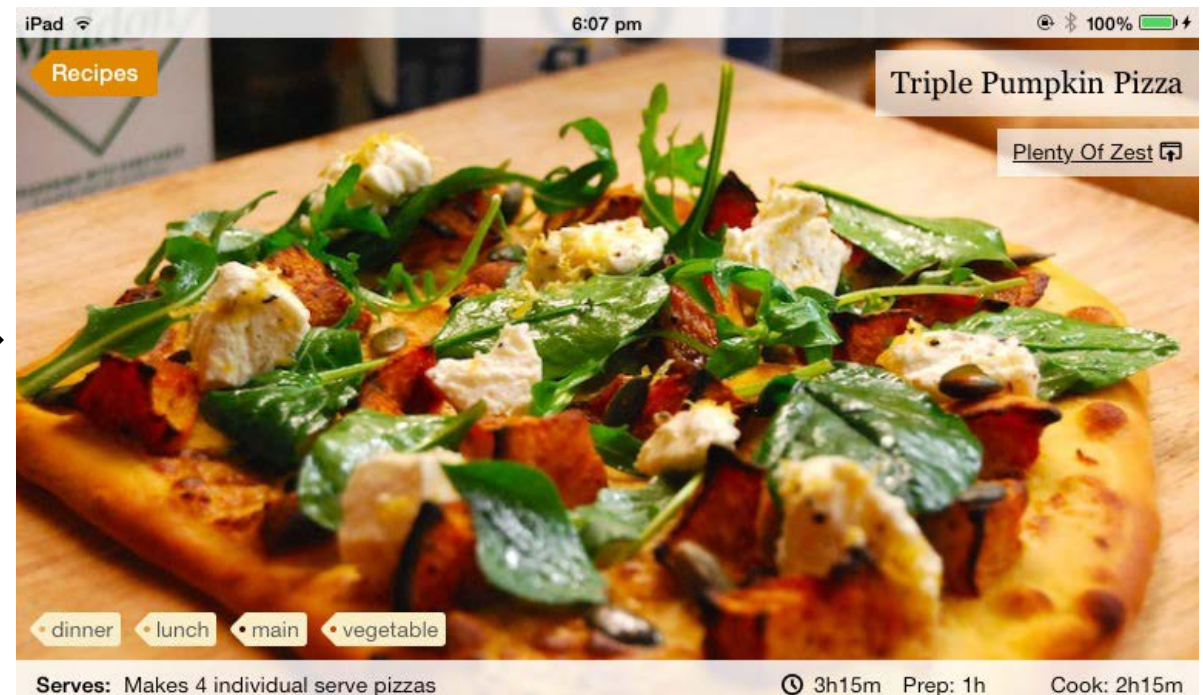 iPad 6:07 pm 100%
Recipes
Triple Pumpkin Pizza
Plenty Of Zest
dinner lunch main vegetable
Serves: Makes 4 individual serve pizzas 3h15m Prep: 1h Cook: 2h15m